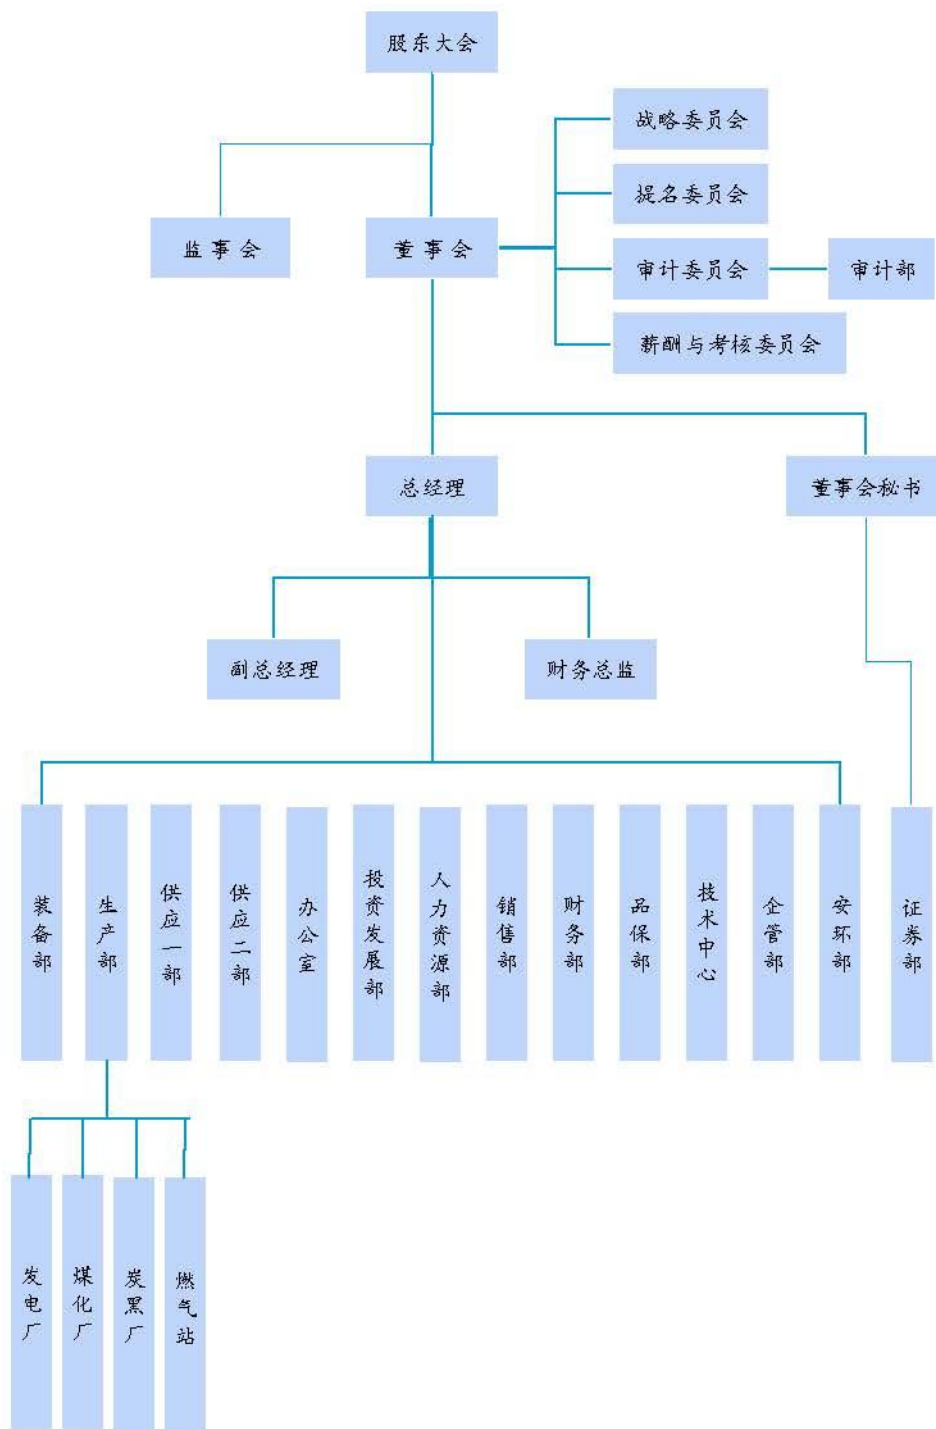 股东大会
战略委员会
提名委员会
监事会
董事会
审计委员会
审计部
薪酬与考核委员会
总经理
董事会秘书
副总经理
财务总监
装备部
生产部
供应一部
供应二部
办公室
投资发展部
人力资源部
销售部
财务部
品保部
技术中心
企管部
安环部
证券部
发电厂
煤化厂
炭黑厂
燃气站